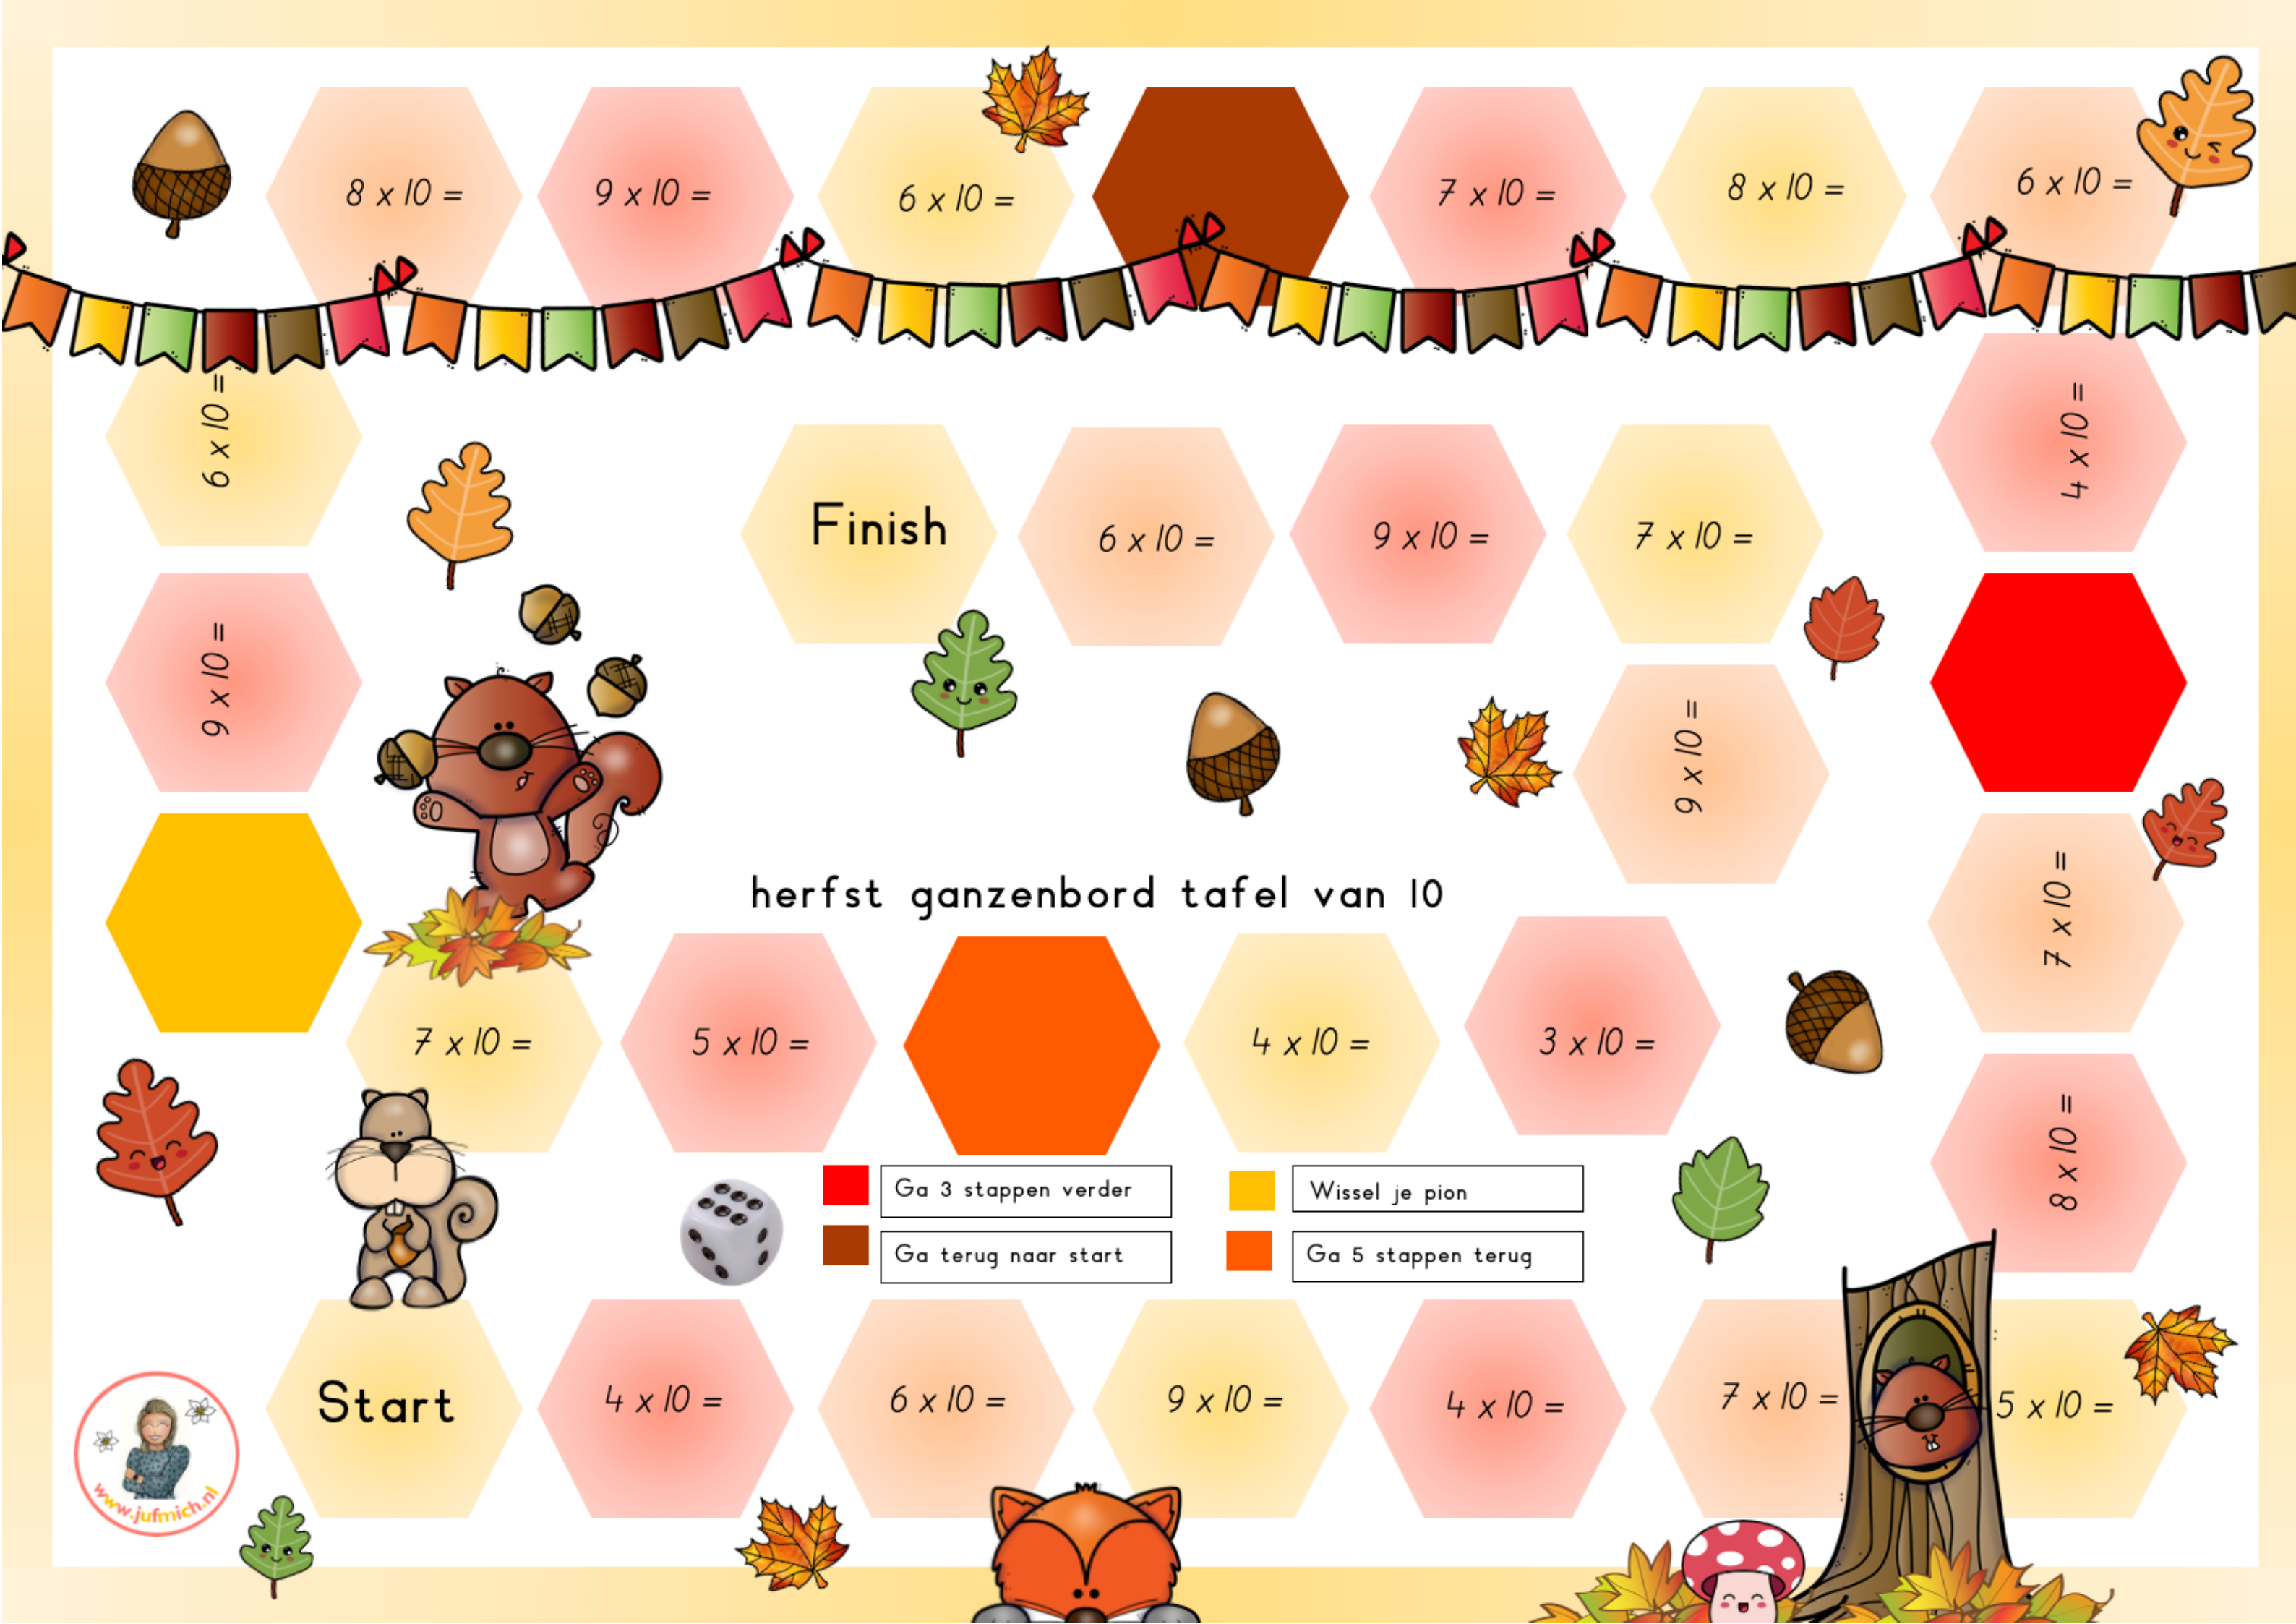 8 x 10 =
9 x 10 =
6 x 10 =
7 x 10 =
8 x 10 =
6 x 10 =
6 x 10 =
4 x 10 =
Finish
6 x 10 =
9 x 10 =
7 x 10 =
9 x 10 =
9 x 10 =
7 x 10 =
herfst ganzenbord tafel van 10
7 x 10 =
5 x 10 =
4 x 10 =
3 x 10 =
8 x 10 =
Ga 3 stappen verder
Wissel je pion
Ga terug naar start
Ga 5 stappen terug
Start
4 x 10 =
6 x 10 =
9 x 10 =
4 x 10 =
7 x 10 =
5 x 10 =
www.jufmich.nl